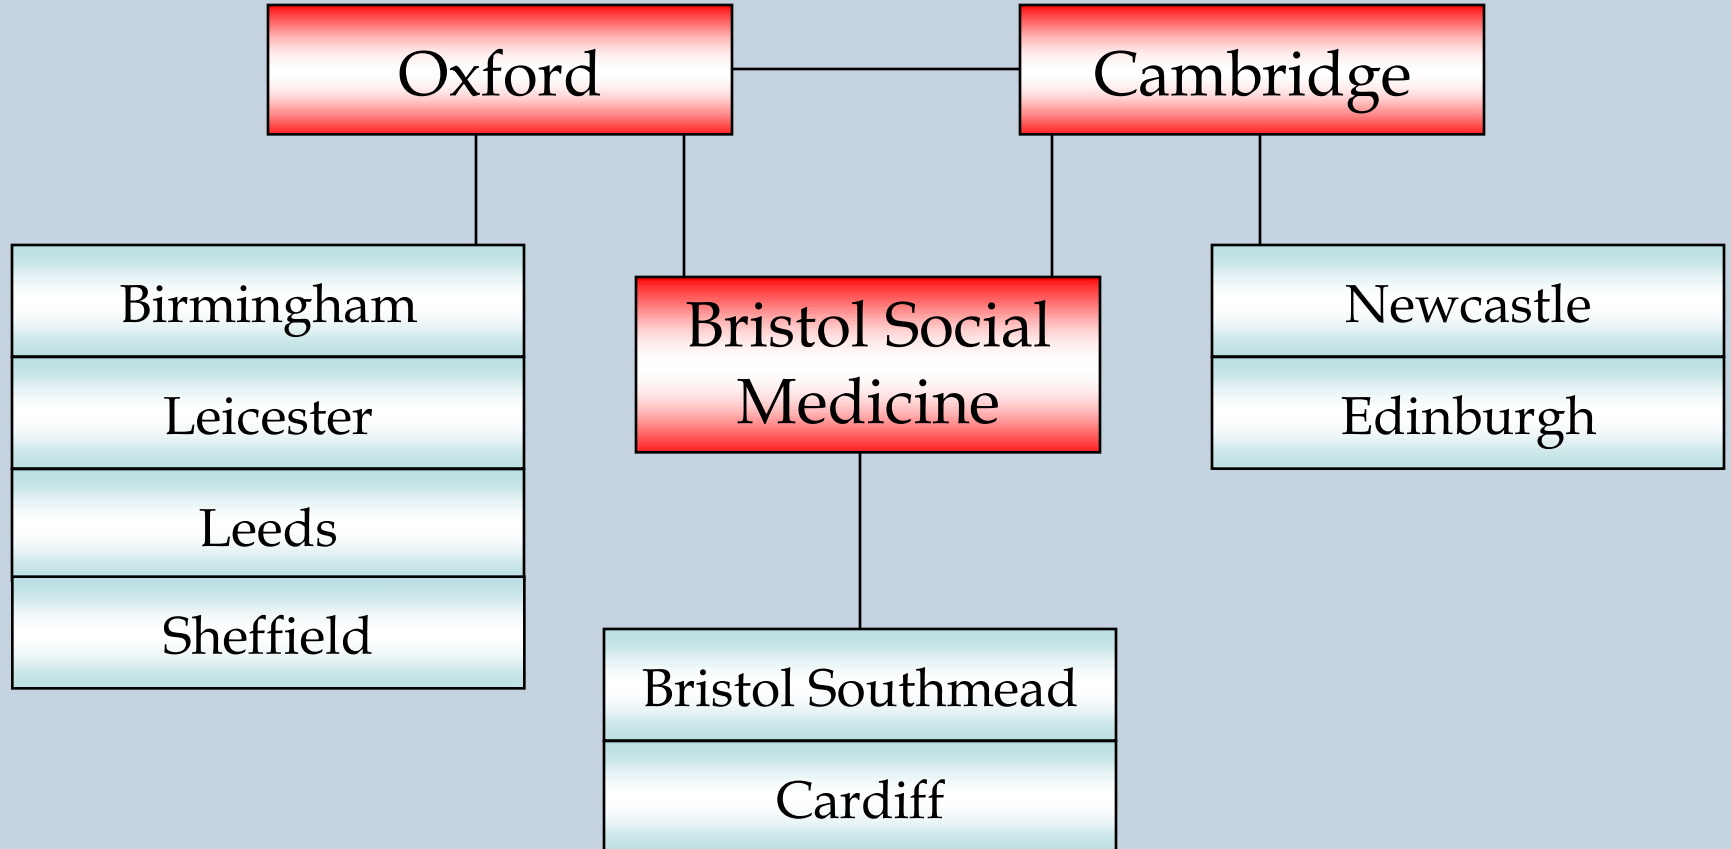 Oxford
Cambridge
Birmingham
Leicester
Leeds
Sheffield
Bristol Social
Medicine
Newcastle
Edinburgh
Bristol Southmead
Cardiff